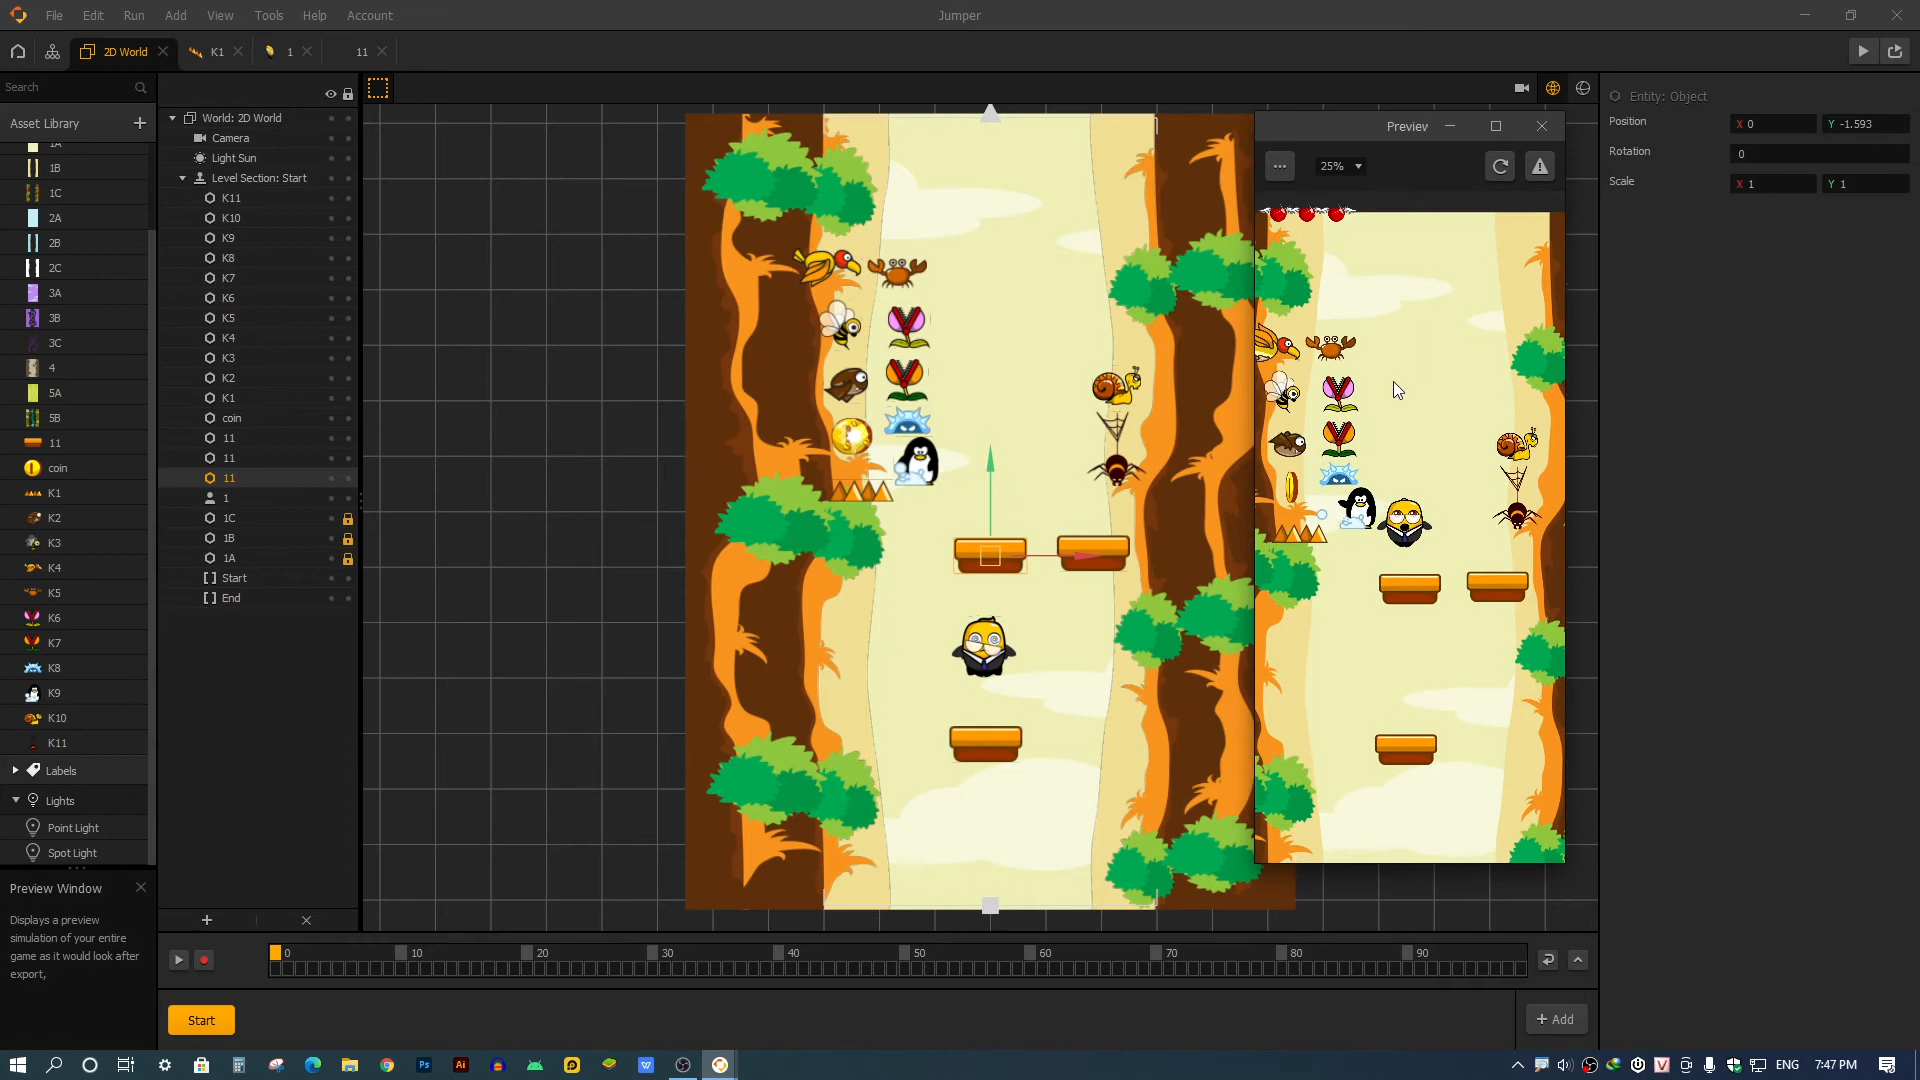 File Edit View Run Add View Tools Help Account Jumper
2D World K1 1 11
Search
Asset Library
1A
1B
1C
2A
2B
2C
3A
3B
3C
4
5A
5B
11
coin
K1
K2
K3
K4
K5
K6
K7
K8
K9
K10
K11
Labels
Lights
Point Light
Spot Light
Preview Window
Displays a preview
simulation of your entire
game as it would look after
export,
World: 2D World
Camera
Light Sun
Level Section: Start
K11
K10
K9
K8
K7
K6
K5
K4
K3
K2
K1
coin
11
11
11
1
1C
1B
1A
Start
End
Preview
25%
Entity: Object
Position X 0 Y -1.593
Rotation 0
Scale X 1 Y 1
0 10 20 30 40 50 60 70 80 90
Start
+ Add
Ps Ai W V ENG 7:47 PM